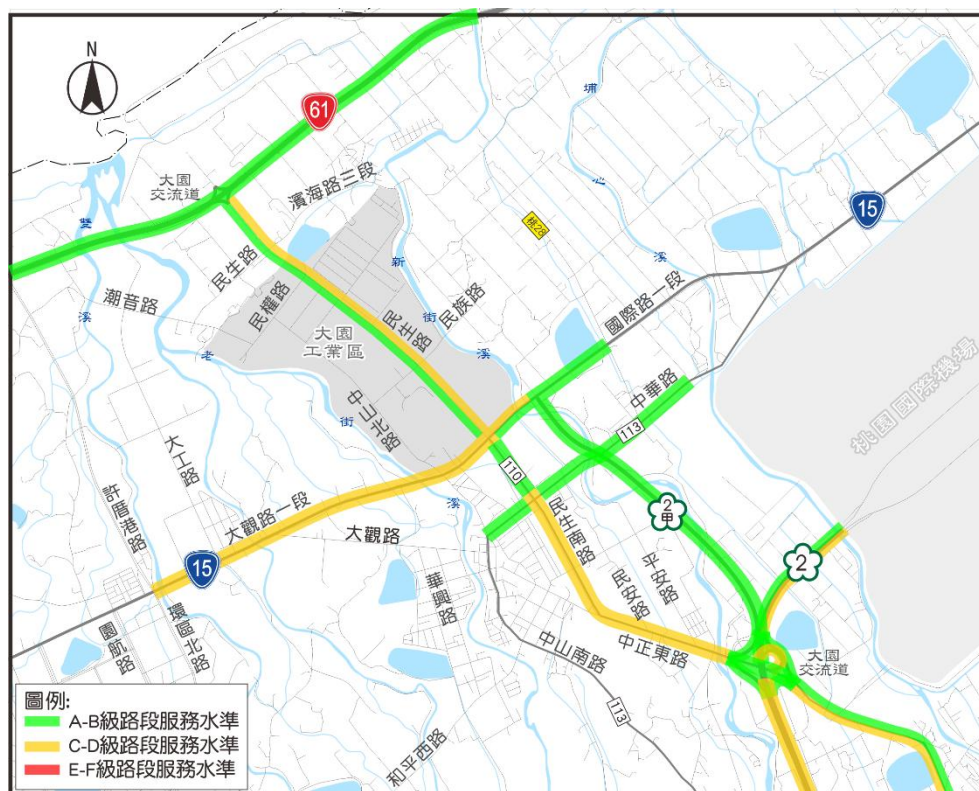 N
61
埔
心
溪
大園
交流道
濱海路三段
15
桃28
雙
溪
民生路
新
街
溪
民族路
潮音路
民權路
民生路
國際路一段
大園
工業區
老
街
溪
中山北路
中華路
113
桃園國際機場
大工路
110
許厝港路
大觀路一段
大觀路
民生南路
2
甲
15
平安路
2
華興路
民安路
環區北路
園航路
中山南路
中正東路
大園
交流道
113
和平西路
圖例:
A-B級路段服務水準
C-D級路段服務水準
E-F級路段服務水準